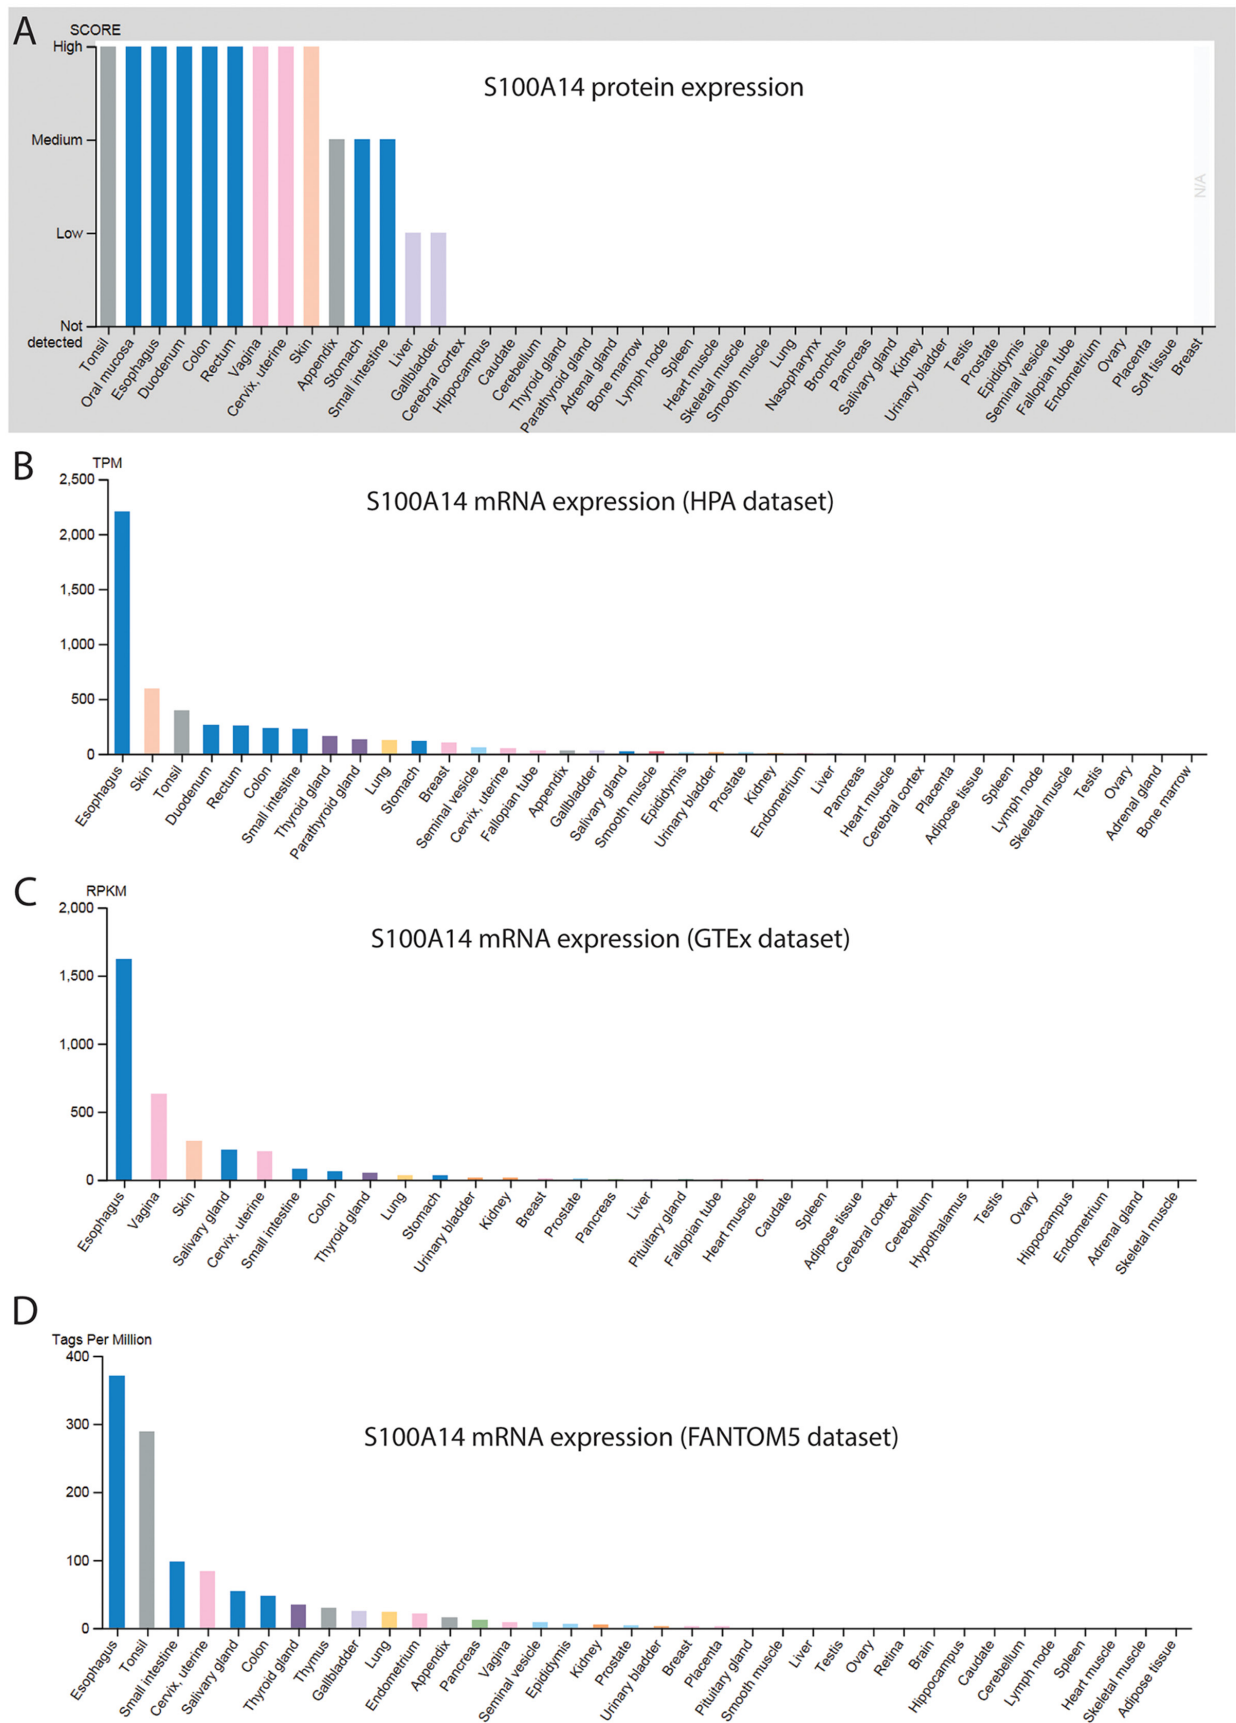 A
SCORE
High
Medium
Low
Not
detected
S100A14 protein expression
N/A
Tonsil
Oral mucosa
Esophagus
Duodenum
Colon
Rectum
Vagina
Cervix, uterine
Skin
Appendix
Stomach
Small intestine
Liver
Gallbladder
Cerebral cortex
Hippocampus
Caudate
Cerebellum
Thyroid gland
Parathyroid gland
Adrenal gland
Bone marrow
Lymph node
Spleen
Heart muscle
Skeletal muscle
Smooth muscle
Lung
Nasopharynx
Bronchus
Pancreas
Salivary gland
Kidney
Urinary bladder
Testis
Prostate
Epididymis
Seminal vesicle
Fallopian tube
Endometrium
Ovary
Placenta
Soft tissue
Breast
B
TPM
2,500
2,000
1,500
1,000
500
0
S100A14 mRNA expression (HPA dataset)
Esophagus
Skin
Tonsil
Duodenum
Rectum
Colon
Small intestine
Thyroid gland
Parathyroid gland
Lung
Stomach
Breast
Seminal vesicle
Cervix, uterine
Fallopian tube
Appendix
Gallbladder
Salivary gland
Smooth muscle
Epididymis
Urinary bladder
Prostate
Kidney
Endometrium
Liver
Pancreas
Heart muscle
Cerebral cortex
Placenta
Adipose tissue
Spleen
Lymph node
Skeletal muscle
Testis
Ovary
Adrenal gland
Bone marrow
C
RPKM
2,000
1,500
1,000
500
0
S100A14 mRNA expression (GTEx dataset)
Esophagus
Vagina
Skin
Salivary gland
Cervix, uterine
Small intestine
Colon
Thyroid gland
Lung
Stomach
Urinary bladder
Kidney
Breast
Prostate
Pancreas
Liver
Pituitary gland
Fallopian tube
Heart muscle
Caudate
Spleen
Adipose tissue
Cerebral cortex
Cerebellum
Hypothalamus
Testis
Ovary
Hippocampus
Endometrium
Adrenal gland
Skeletal muscle
D
Tags Per Million
400
300
200
100
0
S100A14 mRNA expression (FANTOM5 dataset)
Esophagus
Tonsil
Small intestine
Cervix, uterine
Salivary gland
Colon
Thyroid gland
Thymus
Gallbladder
Lung
Endometrium
Appendix
Pancreas
Vagina
Seminal vesicle
Epididymis
Kidney
Prostate
Urinary bladder
Breast
Placenta
Pituitary gland
Smooth muscle
Liver
Testis
Ovary
Retina
Brain
Hippocampus
Caudate
Cerebellum
Lymph node
Spleen
Heart muscle
Skeletal muscle
Adipose tissue